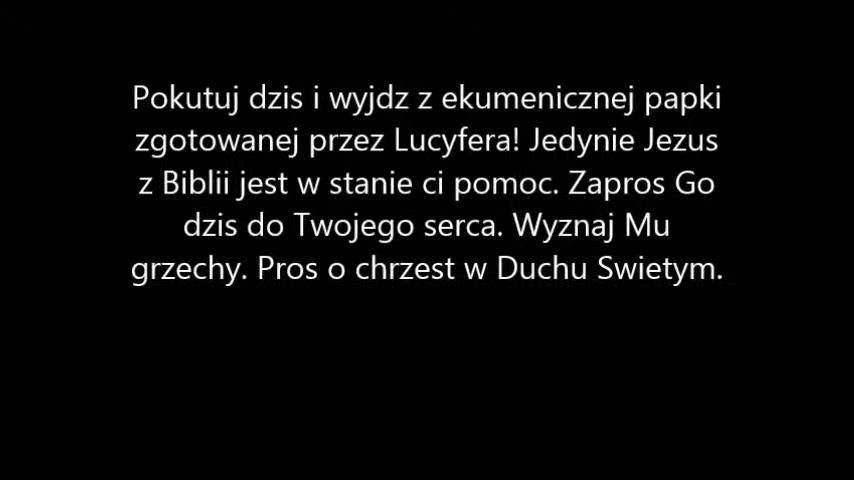 Pokutuj dzis i wyjdz z ekumenicznej papki
zgotowanej przez Lucyfera! Jedynie Jezus
z Biblii jest w stanie ci pomoc. Zapros Go
dzis do Twojego serca. Wyznaj Mu
grzechy. Pros o chrzest w Duchu Swietym.